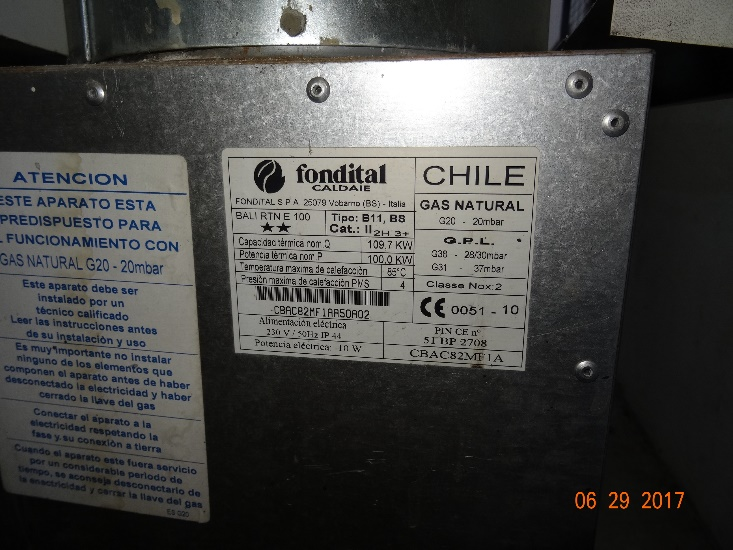 ATENCION
ESTE APARATO ESTA
PREDISPUESTO PARA
EL FUNCIONAMIENTO CON
GAS NATURAL G20 - 20mbar
Este aparato debe ser
instalado por un
técnico calificado
Leer las instrucciones antes
de su instalación y uso
Es muy importante no instalar
ninguno de los elementos que
componen el aparato antes de haber
desconectado la electricidad y haber
cerrado la llave del gas
Conectar el aparato a la
electricidad respetando la
fase y su conexión a tierra
Cuando el aparato este fuera servicio
por un considerable periodo de
tiempo, se aconseja desconectarlo de
la electricidad y cerrar la llave del gas
fondital
CALDAIE
FONDITAL S.P.A. 25079 Vobarno (BS) - Italia
BALI RTN E 100
★★
Tipo: B11, BS
Cat.: II2H 3+
Capacidad térmica nom.Q 109,7 KW
Potencia térmica nom.P 100,0 KW
Temperatura maxima de calefacción 85°C
Presión maxima de calefacción PMS 4
CBAC82MF1AA50A02
Alimentación eléctrica
230 V / 50Hz IP 44
Potencia eléctrica: 10 W
CHILE
GAS NATURAL
G20 - 20mbar
G.P.L.
G30 - 28/30mbar
G31 - 37mbar
Classe Nox:2
CE 0051 - 10
PIN CE n°
51 BP 2708
CBAC82MF1A
06 29 2017